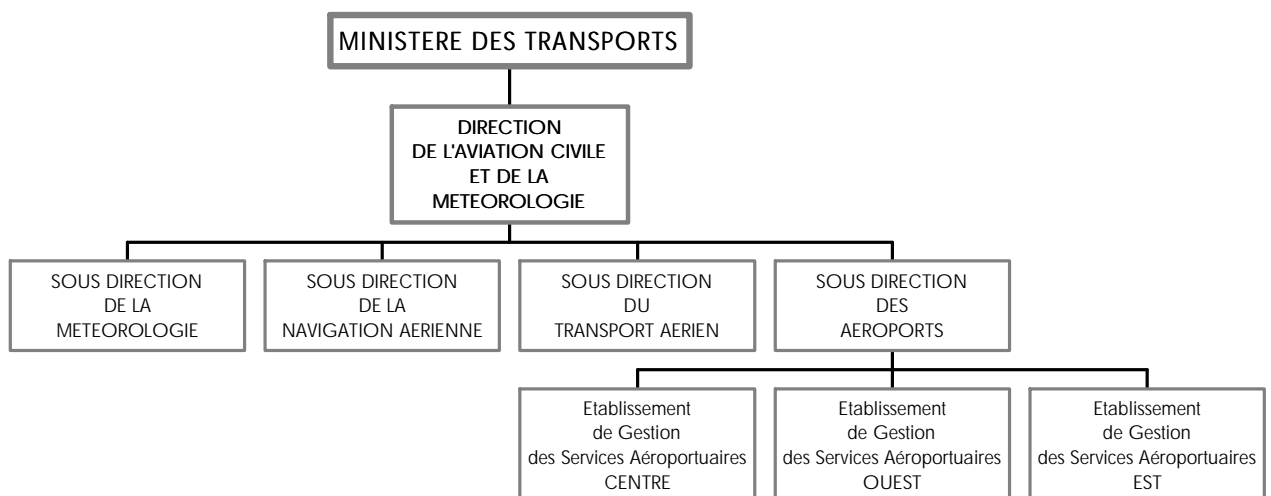 MINISTERE DES TRANSPORTS
DIRECTION
DE L'AVIATION CIVILE
ET DE LA
METEOROLOGIE
SOUS DIRECTION
DE LA
METEOROLOGIE
SOUS DIRECTION
DE LA
NAVIGATION AERIENNE
SOUS DIRECTION
DU
TRANSPORT AERIEN
SOUS DIRECTION
DES
AEROPORTS
Etablissement
de Gestion
des Services Aéroportuaires
CENTRE
Etablissement
de Gestion
des Services Aéroportuaires
OUEST
Etablissement
de Gestion
des Services Aéroportuaires
EST